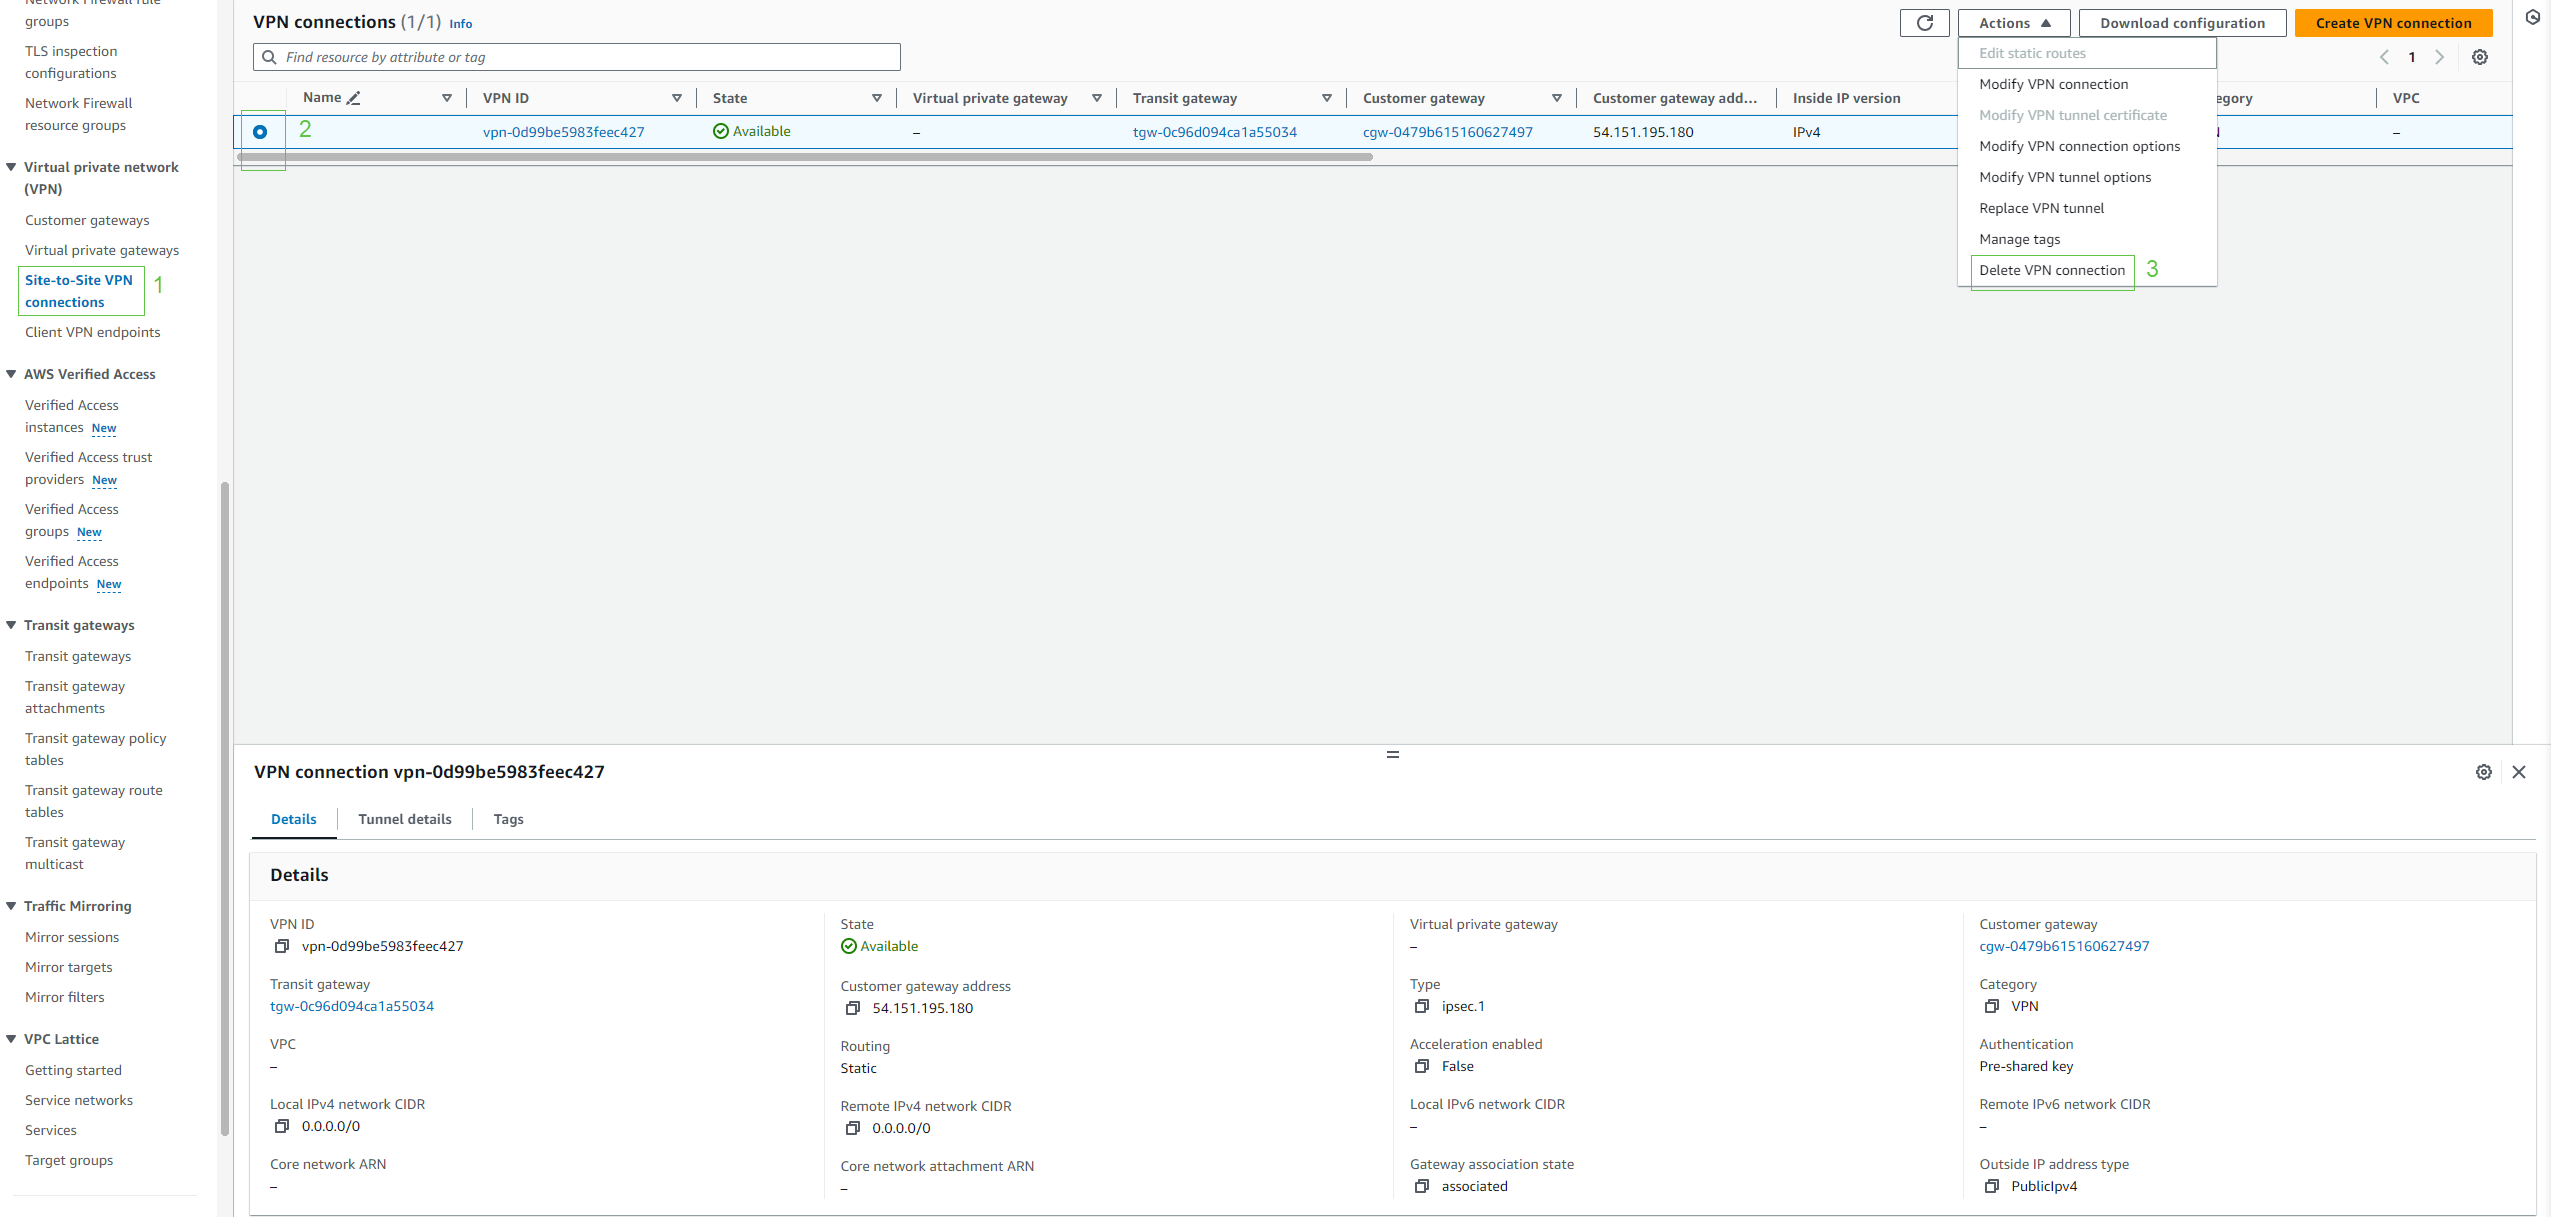 Network Firewall rule
groups
TLS inspection
configurations
Network Firewall
resource groups
Virtual private network
(VPN)
Customer gateways
Virtual private gateways
Site-to-Site VPN
connections
1
Client VPN endpoints
AWS Verified Access
Verified Access
instances New
Verified Access trust
providers New
Verified Access
groups New
Verified Access
endpoints New
Transit gateways
Transit gateways
Transit gateway
attachments
Transit gateway policy
tables
Transit gateway route
tables
Transit gateway
multicast
Traffic Mirroring
Mirror sessions
Mirror targets
Mirror filters
VPC Lattice
Getting started
Service networks
Services
Target groups
VPN connections (1/1) Info
Actions
Download configuration
Create VPN connection
Find resource by attribute or tag
1
Name
VPN ID
State
Virtual private gateway
Transit gateway
Customer gateway
Customer gateway add...
Inside IP version
egory
VPC
2
vpn-0d99be5983feec427
Available
–
tgw-0c96d094ca1a55034
cgw-0479b615160627497
54.151.195.180
IPv4
–
Edit static routes
Modify VPN connection
Modify VPN tunnel certificate
Modify VPN connection options
Modify VPN tunnel options
Replace VPN tunnel
Manage tags
Delete VPN connection
3
VPN connection vpn-0d99be5983feec427
Details
Tunnel details
Tags
Details
VPN ID
vpn-0d99be5983feec427
State
Available
Virtual private gateway
–
Customer gateway
cgw-0479b615160627497
Transit gateway
tgw-0c96d094ca1a55034
Customer gateway address
54.151.195.180
Type
ipsec.1
Category
VPN
VPC
–
Routing
Static
Acceleration enabled
False
Authentication
Pre-shared key
Local IPv4 network CIDR
0.0.0.0/0
Remote IPv4 network CIDR
0.0.0.0/0
Local IPv6 network CIDR
–
Remote IPv6 network CIDR
–
Core network ARN
–
Core network attachment ARN
–
Gateway association state
associated
Outside IP address type
PublicIpv4